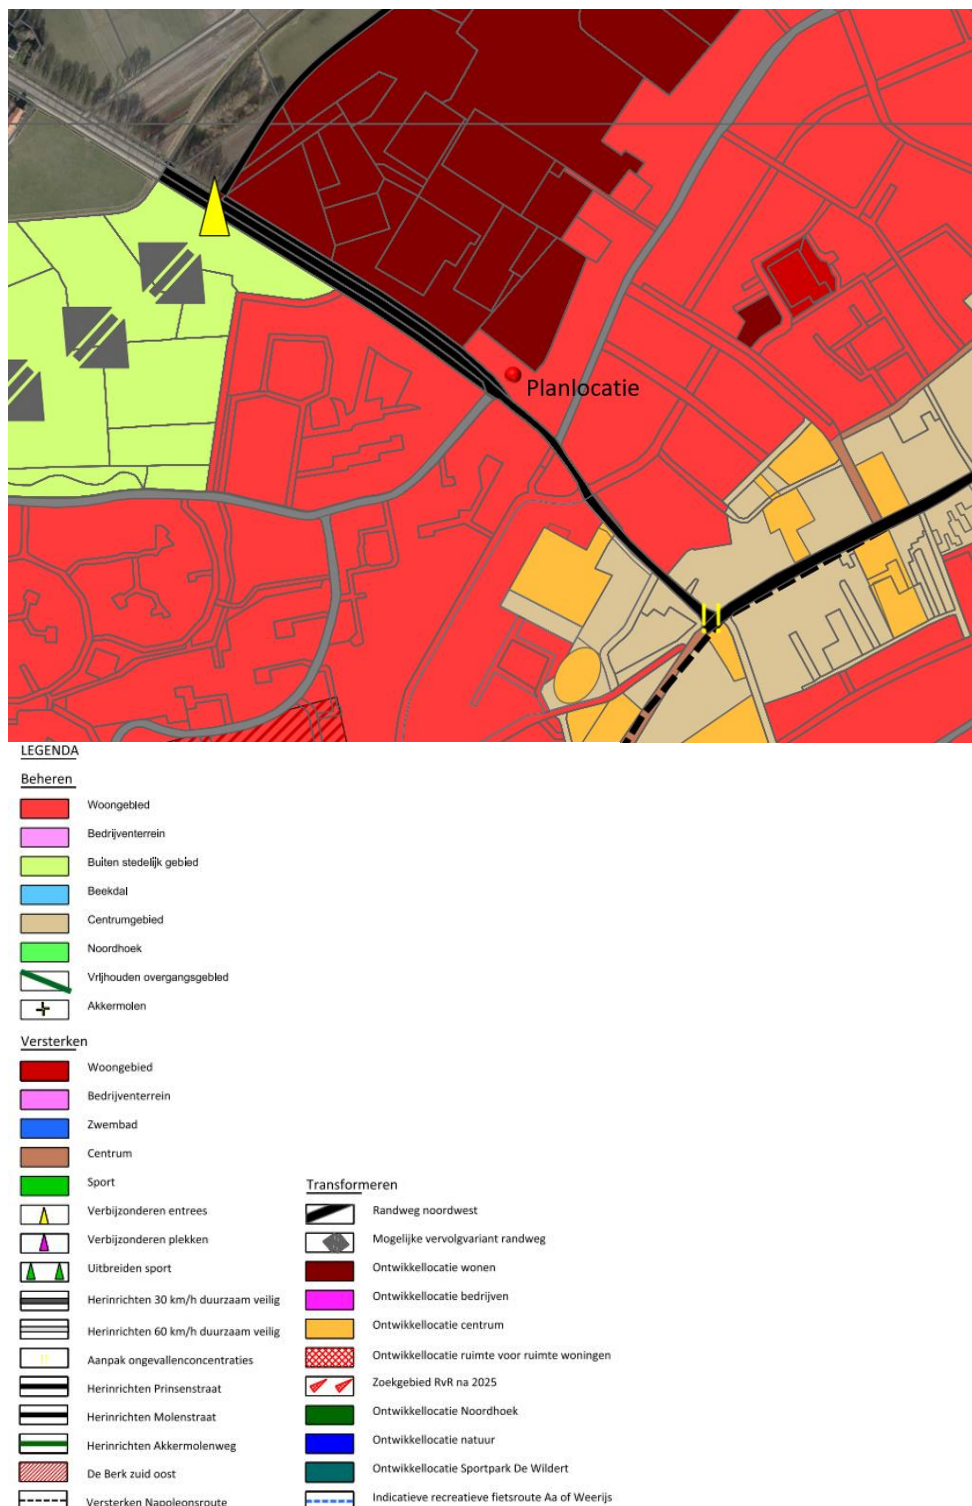 Planlocatie
LEGENDA
Beheren
Woongebied
Bedrijventerrein
Buiten stedelijk gebied
Beekdal
Centrumgebied
Noordhoek
Vrijhouden overgangsgebied
Akkermolen
Versterken
Woongebied
Bedrijventerrein
Zwembad
Centrum
Sport
Verbijzonderen entrees
Verbijzonderen plekken
Uitbreiden sport
Herinrichten 30 km/h duurzaam veilig
Herinrichten 60 km/h duurzaam veilig
Aanpak ongevallenconcentraties
Herinrichten Prinsenstraat
Herinrichten Molenstraat
Herinrichten Akkermolenweg
De Berk zuid oost
Versterken Napoleonsroute
Transformeren
Randweg noordwest
Mogelijke vervolgvariant randweg
Ontwikkellocatie wonen
Ontwikkellocatie bedrijven
Ontwikkellocatie centrum
Ontwikkellocatie ruimte voor ruimte woningen
Zoekgebied RvR na 2025
Ontwikkellocatie Noordhoek
Ontwikkellocatie natuur
Ontwikkellocatie Sportpark De Wildert
Indicatieve recreatieve fietsroute Aa of Weerijs